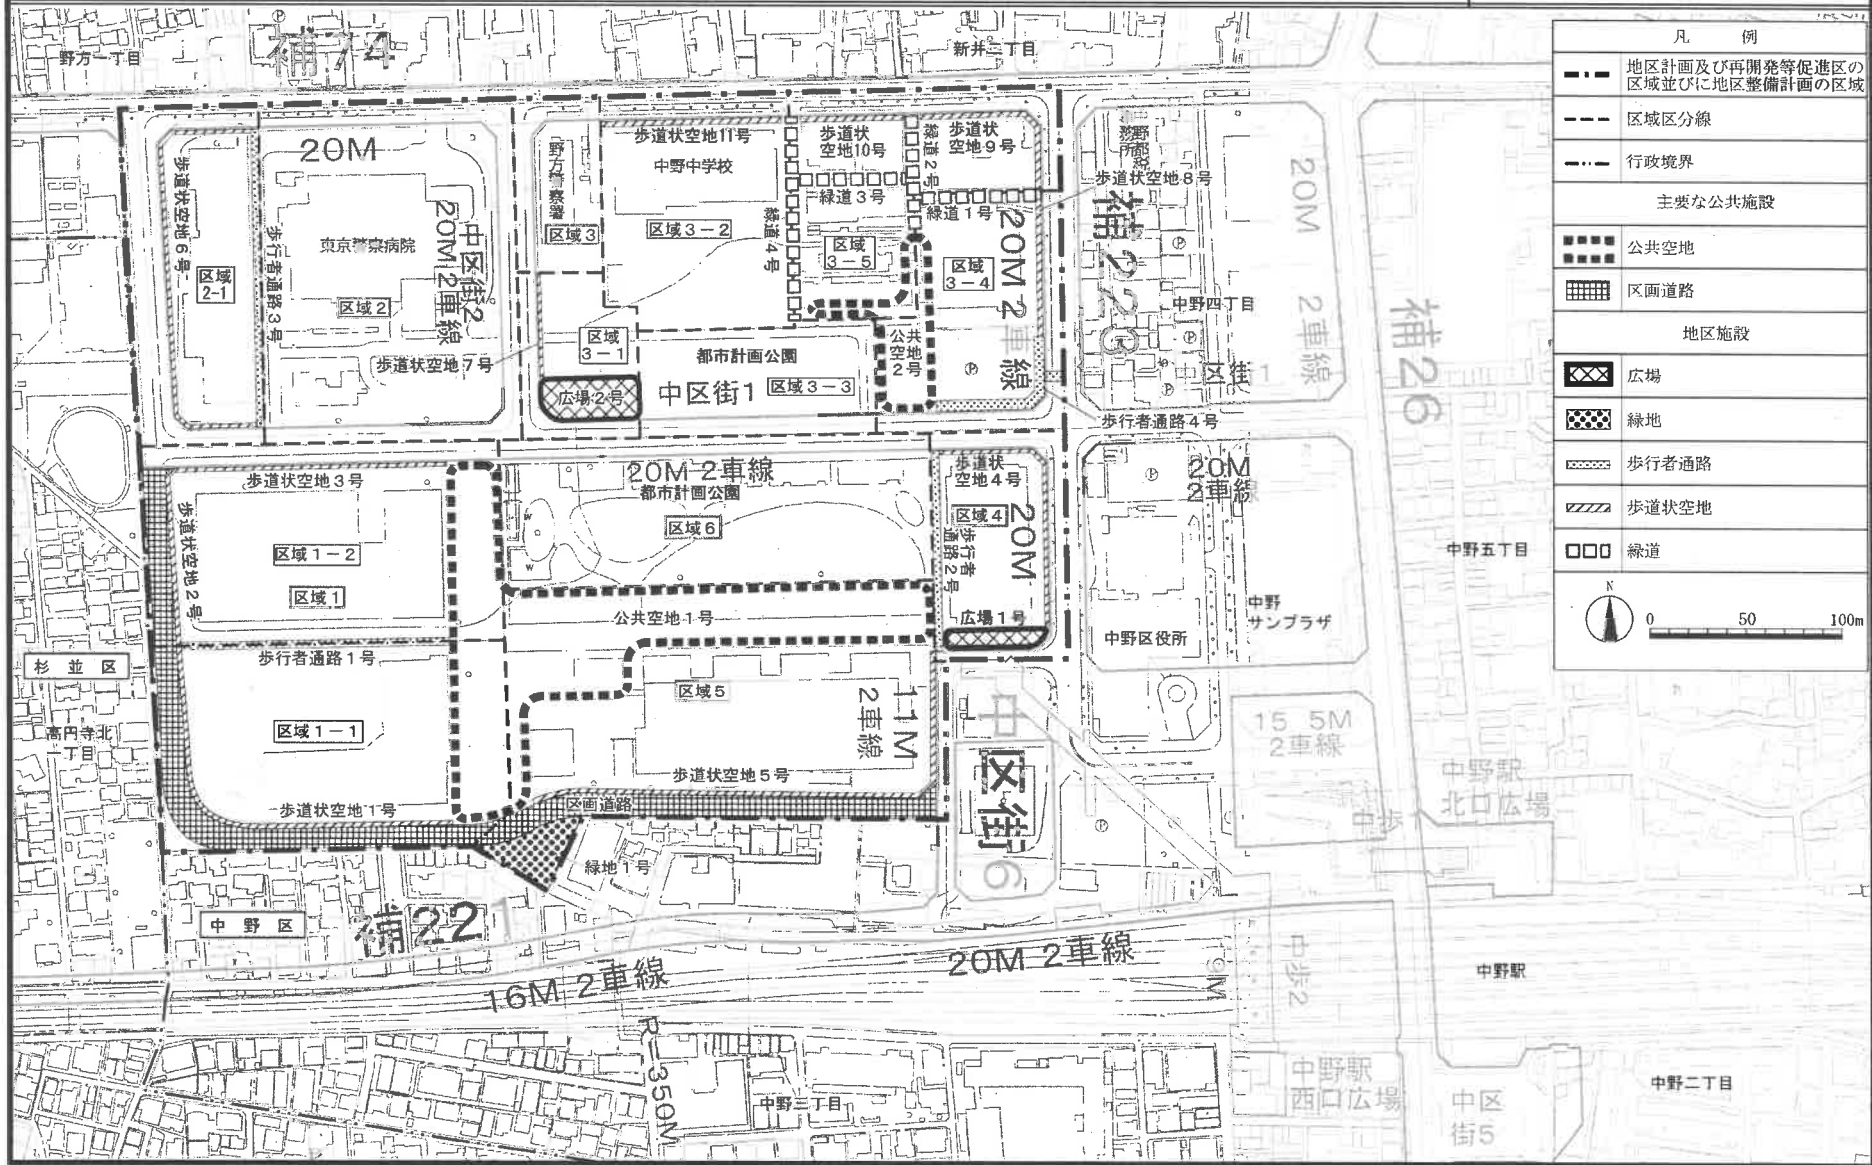 野方一丁目
補74
新井二丁目
20M
歩道状空地6号
区域
2-1
歩行者通路3号
東京警察病院
区域2
中区街2
20M 2車線
歩道状空地7号
野方警察署
区域3
歩道状空地11号
中野中学校
区域3-2
緑道4号
歩道状
空地10号
緑道3号
区域
3-5
緑道2号
歩道状
空地9号
緑道1号
歩道状空地8号
区域
3-4
20M 2車線
区域
3-1
都市計画公園
中区街1
区域3-3
広場2号
公共
空地
2号
補223
中野四丁目
20M 2車線
補26
中区街1
歩行者通路4号
歩道状空地3号
歩道状空地2号
区域1-2
区域1
歩行者通路1号
区域1-1
歩道状空地1号
20M 2車線
都市計画公園
区域6
公共空地1号
区域5
11M
2車線
歩道状空地5号
区画道路
緑地1号
歩道状
空地4号
区域4
歩行者
通路2号
20M
広場1号
20M
2車線
中野区役所
中野
サンプラザ
中野五丁目
杉並区
高円寺北
一丁目
中野区
補221
16M 2車線
20M 2車線
中区街6
15.5M
2車線
中野駅
北口広場
中歩1
中歩2
中野駅
R=350M
中野三丁目
中野駅
西口広場
中区
街5
中野二丁目
凡例
地区計画及び再開発等促進区の
区域並びに地区整備計画の区域
区域区分線
行政境界
主要な公共施設
公共空地
区画道路
地区施設
広場
緑地
歩行者通路
歩道状空地
緑道
N
0 50 100m